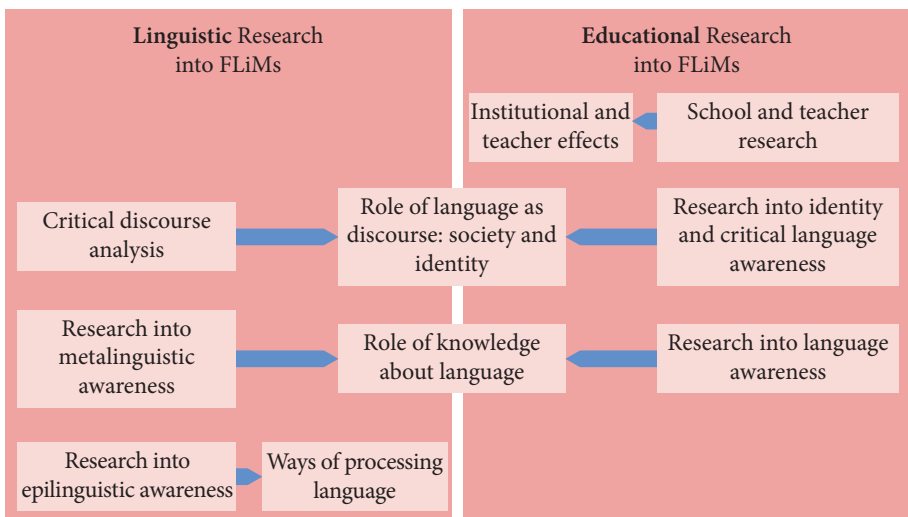 Linguistic Research
into FLiMs
Educational Research
into FLiMs
Institutional and
teacher effects
School and teacher
research
Critical discourse
analysis
Role of language as
discourse: society and
identity
Research into identity
and critical language
awareness
Research into
metalinguistic
awareness
Role of knowledge
about language
Research into language
awareness
Research into
epilinguistic awareness
Ways of processing
language